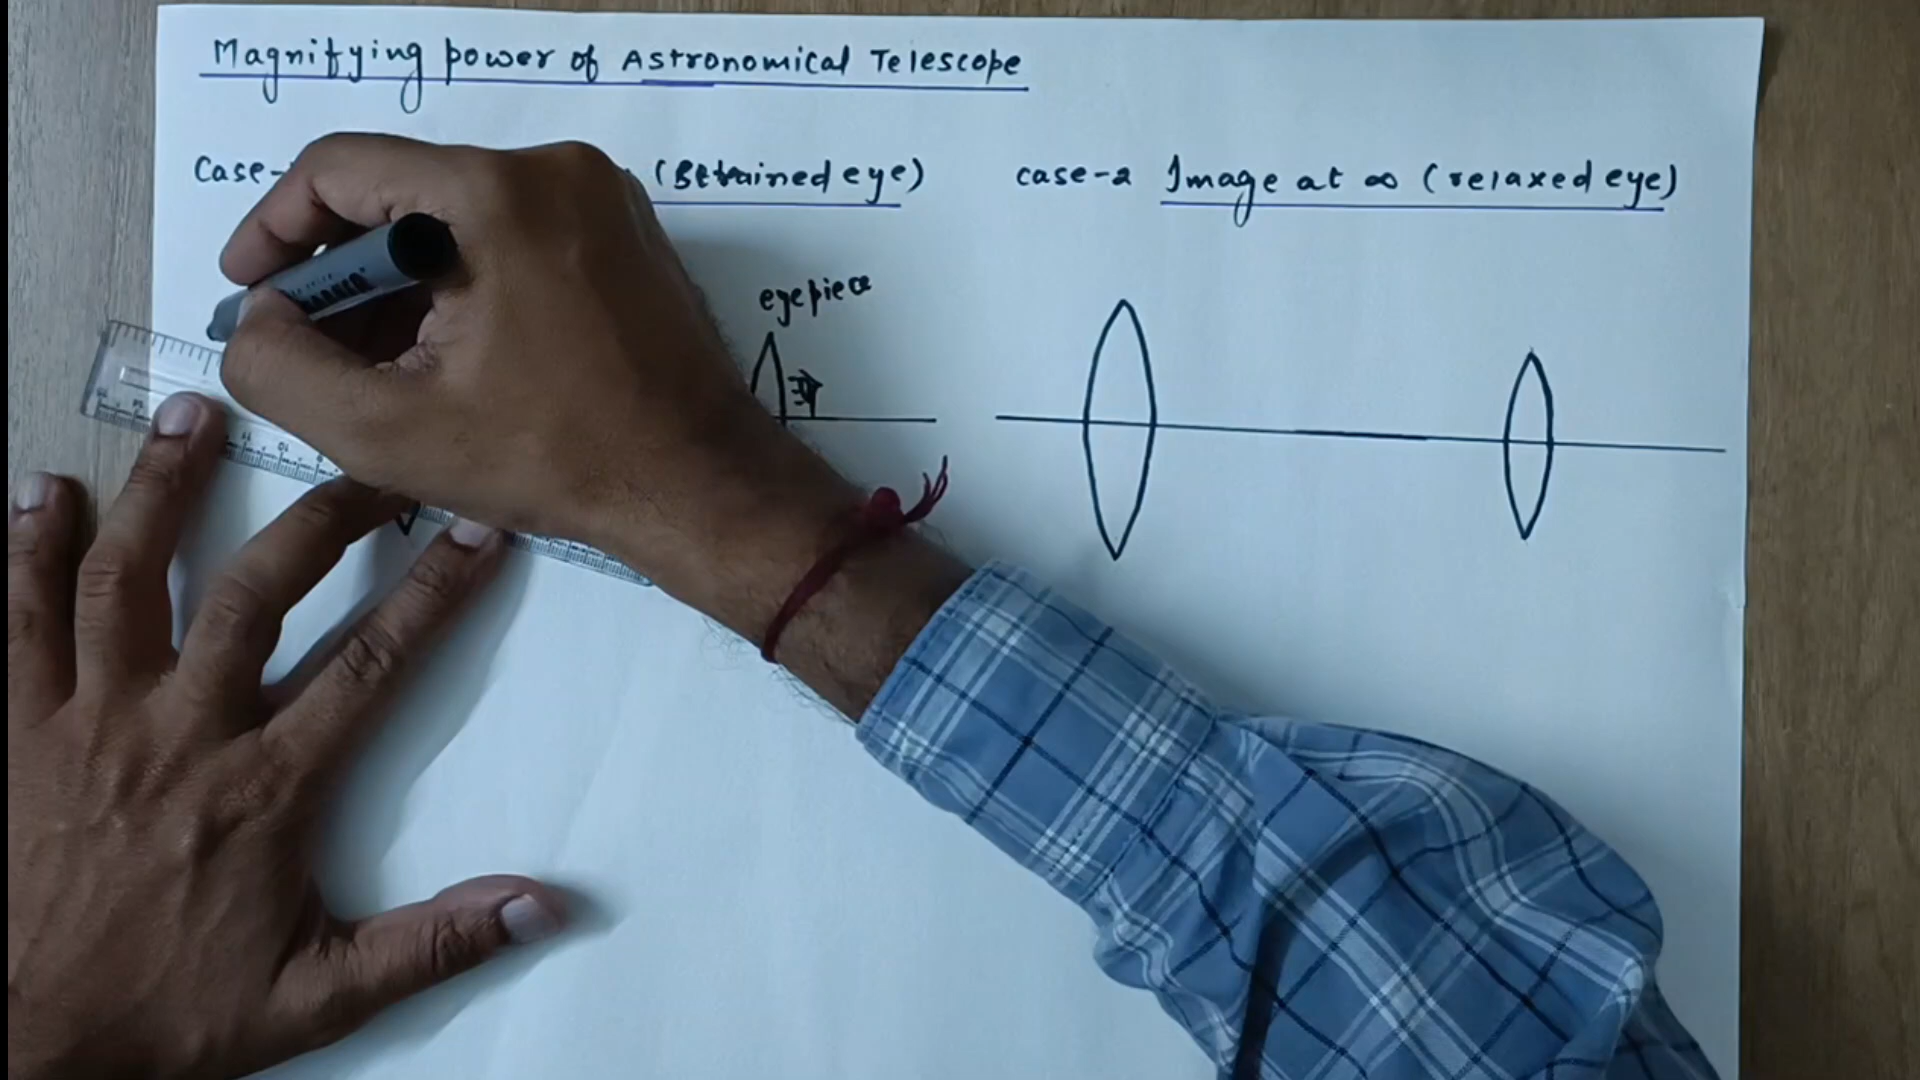 Magnifying power of Astronomical Telescope
Case- (Strained eye)
case-2 Image at ∞ (relaxed eye)
eyepiece